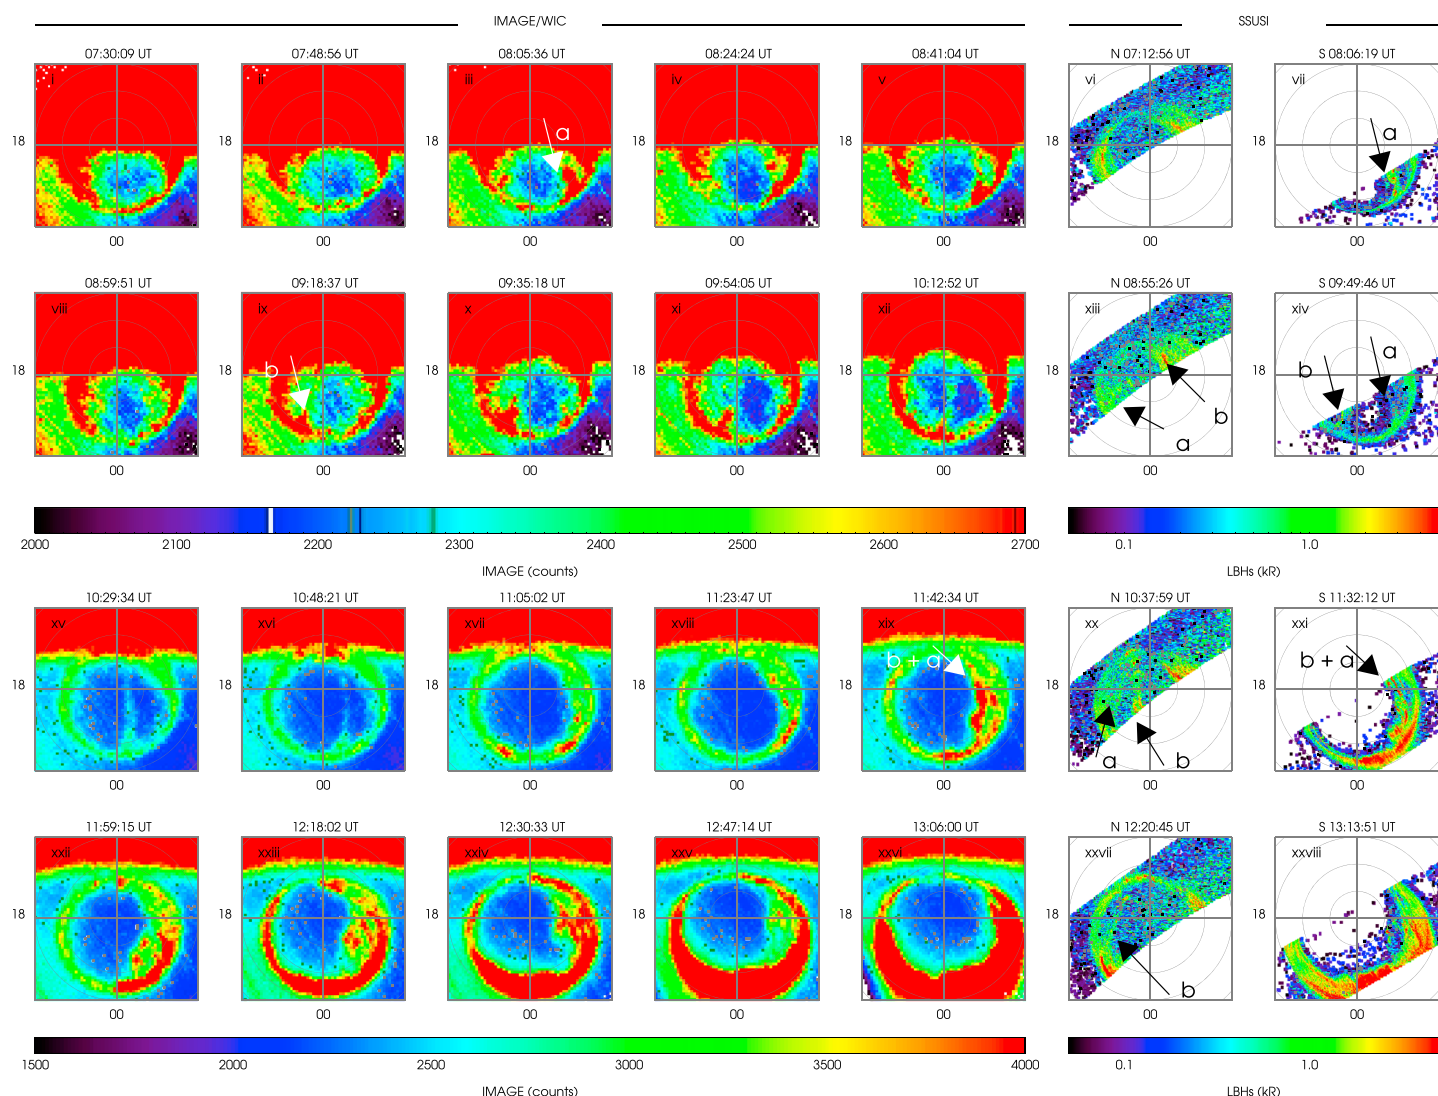 IMAGE/WIC SSUSI
07:30:09 UT 07:48:56 UT 08:05:36 UT 08:24:24 UT 08:41:04 UT N 07:12:56 UT S 08:06:19 UT
i ii iii iv v vi vii
a a
18 18 18 18 18 18
00 00 00 00 00 00 00
08:59:51 UT 09:18:37 UT 09:35:18 UT 09:54:05 UT 10:12:52 UT N 08:55:26 UT S 09:49:46 UT
viii ix x xi xii xiii xiv
b b a
18 18 18 18 18 18
b
a
00 00 00 00 00 00 00
2000 2100 2200 2300 2400 2500 2600 2700 0.1 1.0
IMAGE (counts) LBHs (kR)
10:29:34 UT 10:48:21 UT 11:05:02 UT 11:23:47 UT 11:42:34 UT N 10:37:59 UT S 11:32:12 UT
xv xvi xvii xviii xix xx xxi
b + a b + a
18 18 18 18 18 18
a b
00 00 00 00 00 00 00
11:59:15 UT 12:18:02 UT 12:30:33 UT 12:47:14 UT 13:06:00 UT N 12:20:45 UT S 13:13:51 UT
xxii xxiii xxiv xxv xxvi xxvii xxviii
18 18 18 18 18 18
b
00 00 00 00 00 00 00
1500 2000 2500 3000 3500 4000 0.1 1.0
IMAGE (counts) LBHs (kR)